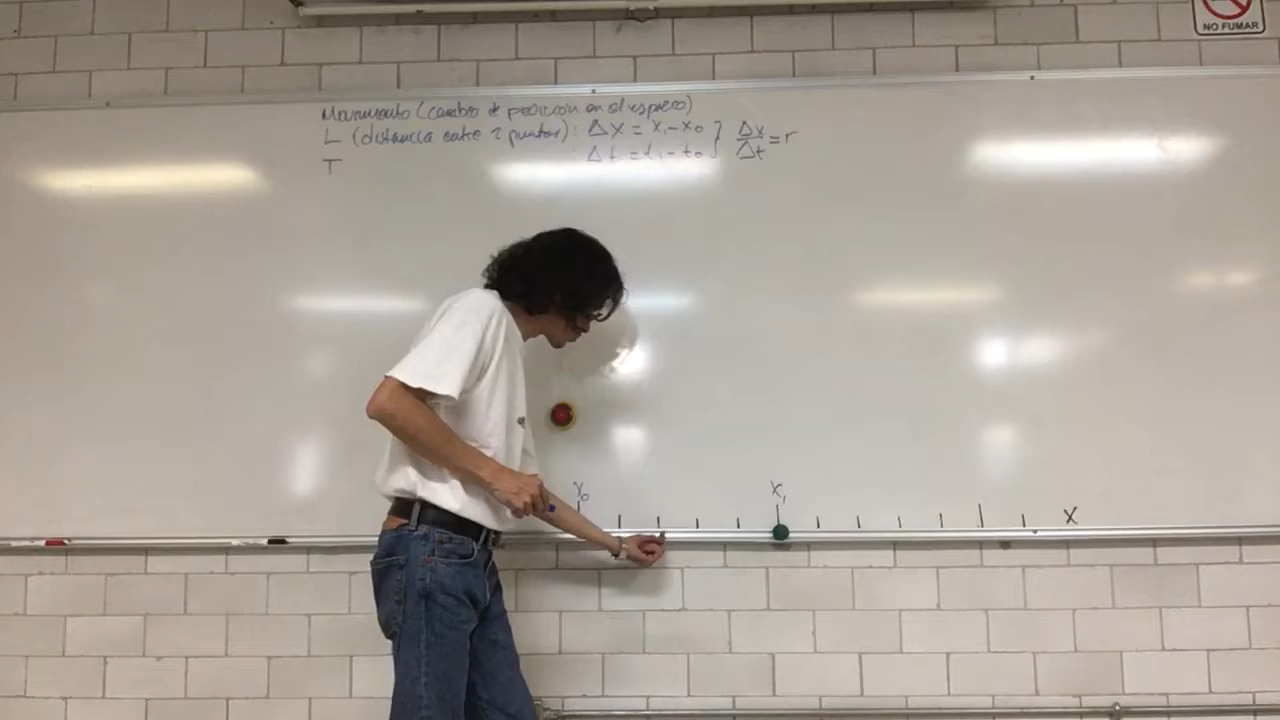 NO FUMAR
Movimiento (cambio de posición en el espacio)
L (distancia entre 2 puntos): Δx = x₁ - x₀ } Δx/Δt = r
T : Δt = t₁ - t₀
x₀ x₁ X